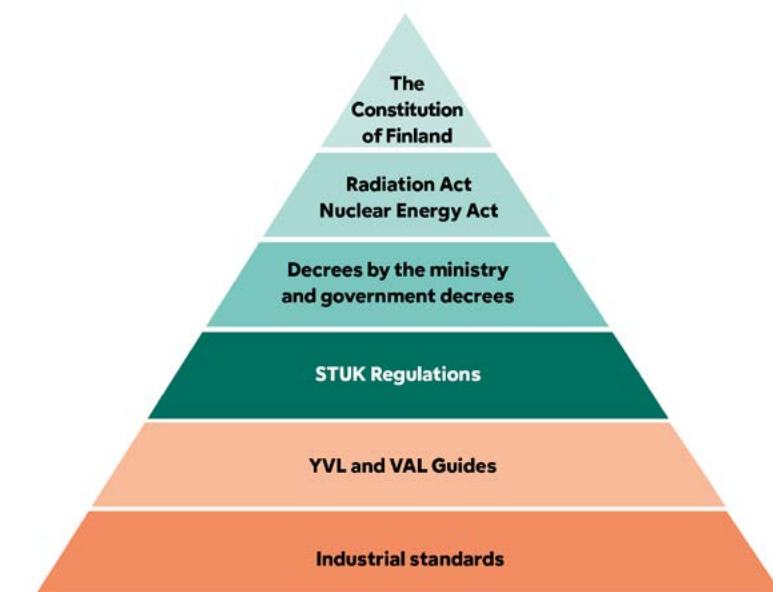 The
Constitution
of Finland
Radiation Act
Nuclear Energy Act
Decrees by the ministry
and government decrees
STUK Regulations
YVL and VAL Guides
Industrial standards